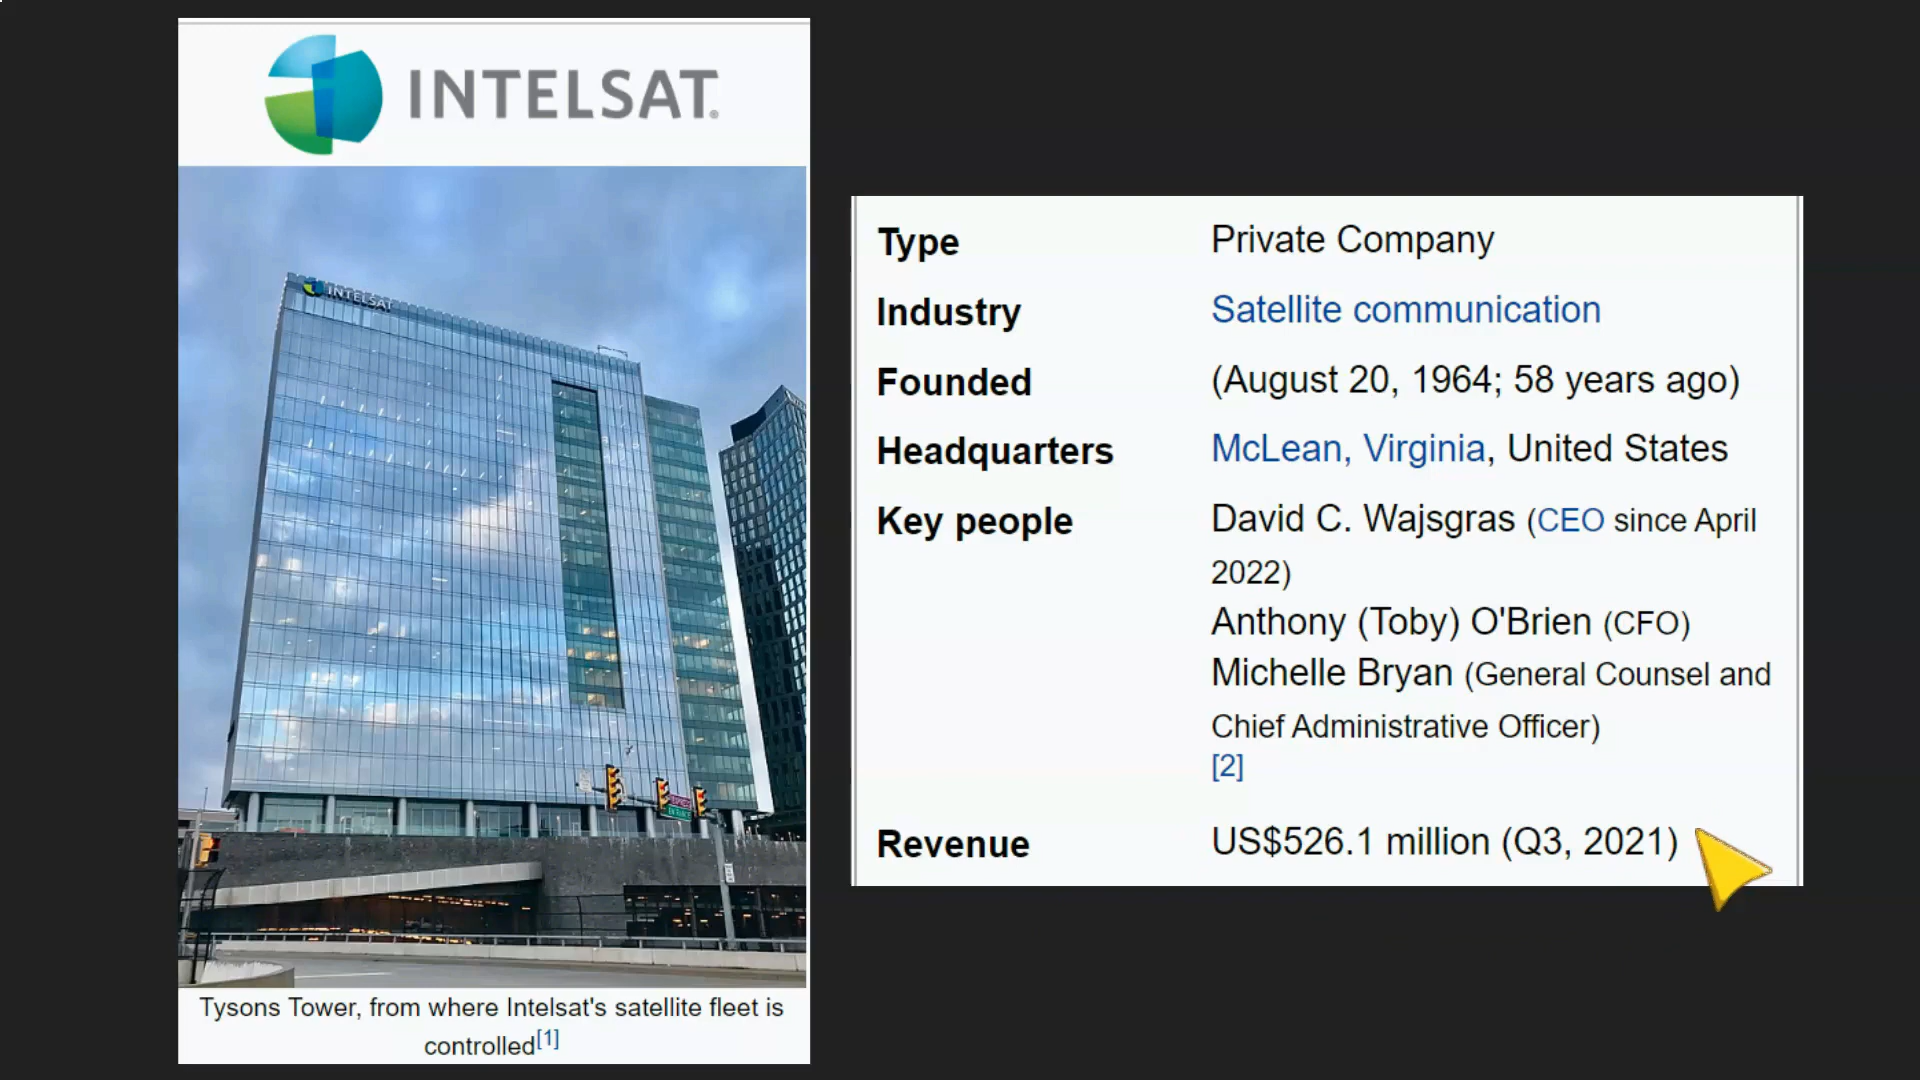 INTELSAT®
INTELSAT
Tysons Tower, from where Intelsat's satellite fleet is
controlled[1]
Type Private Company
Industry Satellite communication
Founded (August 20, 1964; 58 years ago)
Headquarters McLean, Virginia, United States
Key people David C. Wajsgras (CEO since April
2022)
Anthony (Toby) O'Brien (CFO)
Michelle Bryan (General Counsel and
Chief Administrative Officer)
[2]
Revenue US$526.1 million (Q3, 2021)